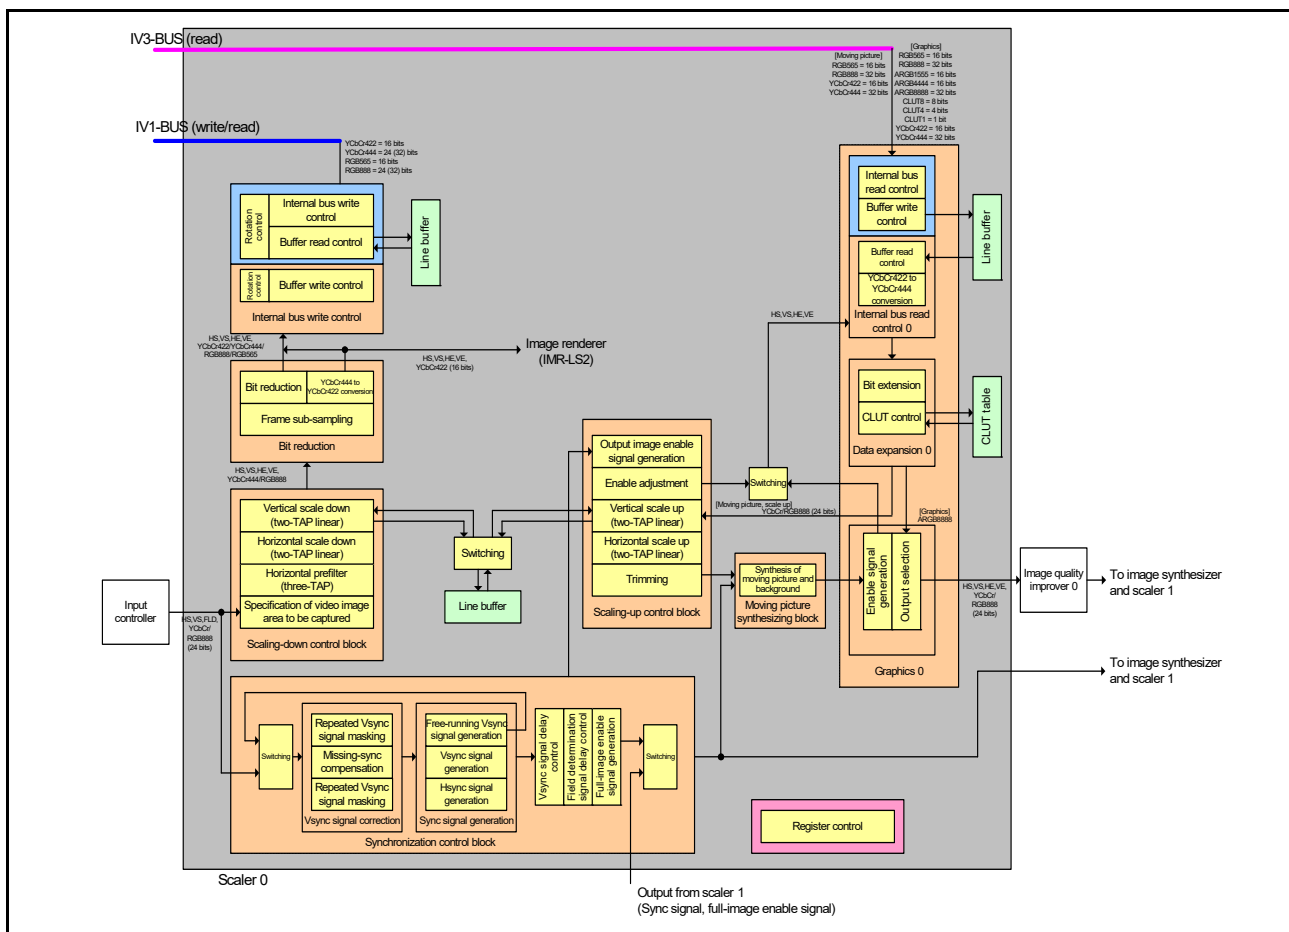 IV3-BUS (read)
[Moving picture]
RGB565 = 16 bits
RGB888 = 32 bits
YCbCr422 = 16 bits
YCbCr444 = 32 bits
[Graphics]
RGB565 = 16 bits
RGB888 = 32 bits
ARGB1555 = 16 bits
ARGB4444 = 16 bits
ARGB8888 = 32 bits
CLUT8 = 8 bits
CLUT4 = 4 bits
CLUT1 = 1 bit
YCbCr422 = 16 bits
YCbCr444 = 32 bits
IV1-BUS (write/read)
YCbCr422 = 16 bits
YCbCr444 = 24 (32) bits
RGB565 = 16 bits
RGB888 = 24 (32) bits
Rotation
control
Internal bus write
control
Buffer read control
Line buffer
Rotation
control
Buffer write control
Internal bus write control
Internal bus
read control
Buffer write
control
Line buffer
Buffer read
control
YCbCr422 to
YCbCr444
conversion
Internal bus read
control 0
HS,VS,HE,VE
HS,VS,HE,VE,
YCbCr422/YCbCr444/
RGB888/RGB565
Image renderer
(IMR-LS2)
HS,VS,HE,VE,
YCbCr422 (16 bits)
Bit reduction
YCbCr444 to
YCbCr422 conversion
Frame sub-sampling
Bit reduction
Bit extension
CLUT control
CLUT table
Data expansion 0
HS,VS,HE,VE,
YCbCr444/RGB888
Output image enable
signal generation
Enable adjustment
Vertical scale up
(two-TAP linear)
Horizontal scale up
(two-TAP linear)
Trimming
Scaling-up control block
Switching
[Moving picture, scale up]
YCbCr/RGB888 (24 bits)
[Graphics]
ARGB8888
Vertical scale down
(two-TAP linear)
Horizontal scale down
(two-TAP linear)
Horizontal prefilter
(three-TAP)
Specification of video image
area to be captured
Scaling-down control block
Switching
Line buffer
Synthesis of
moving picture and
background
Moving picture
synthesizing block
Enable signal
generation
Output selection
Graphics 0
HS,VS,HE,VE,
YCbCr/
RGB888
(24 bits)
Image quality
improver 0
To image synthesizer
and scaler 1
Input
controller
HS,VS,FLD,
YCbCr/
RGB888
(24 bits)
To image synthesizer
and scaler 1
Switching
Repeated Vsync
signal masking
Missing-sync
compensation
Repeated Vsync
signal masking
Vsync signal correction
Free-running Vsync
signal generation
Vsync signal
generation
Hsync signal
generation
Sync signal generation
Vsync signal delay
control
Field determination
signal delay control
Full-image enable
signal generation
Switching
Synchronization control block
Register control
Scaler 0
Output from scaler 1
(Sync signal, full-image enable signal)